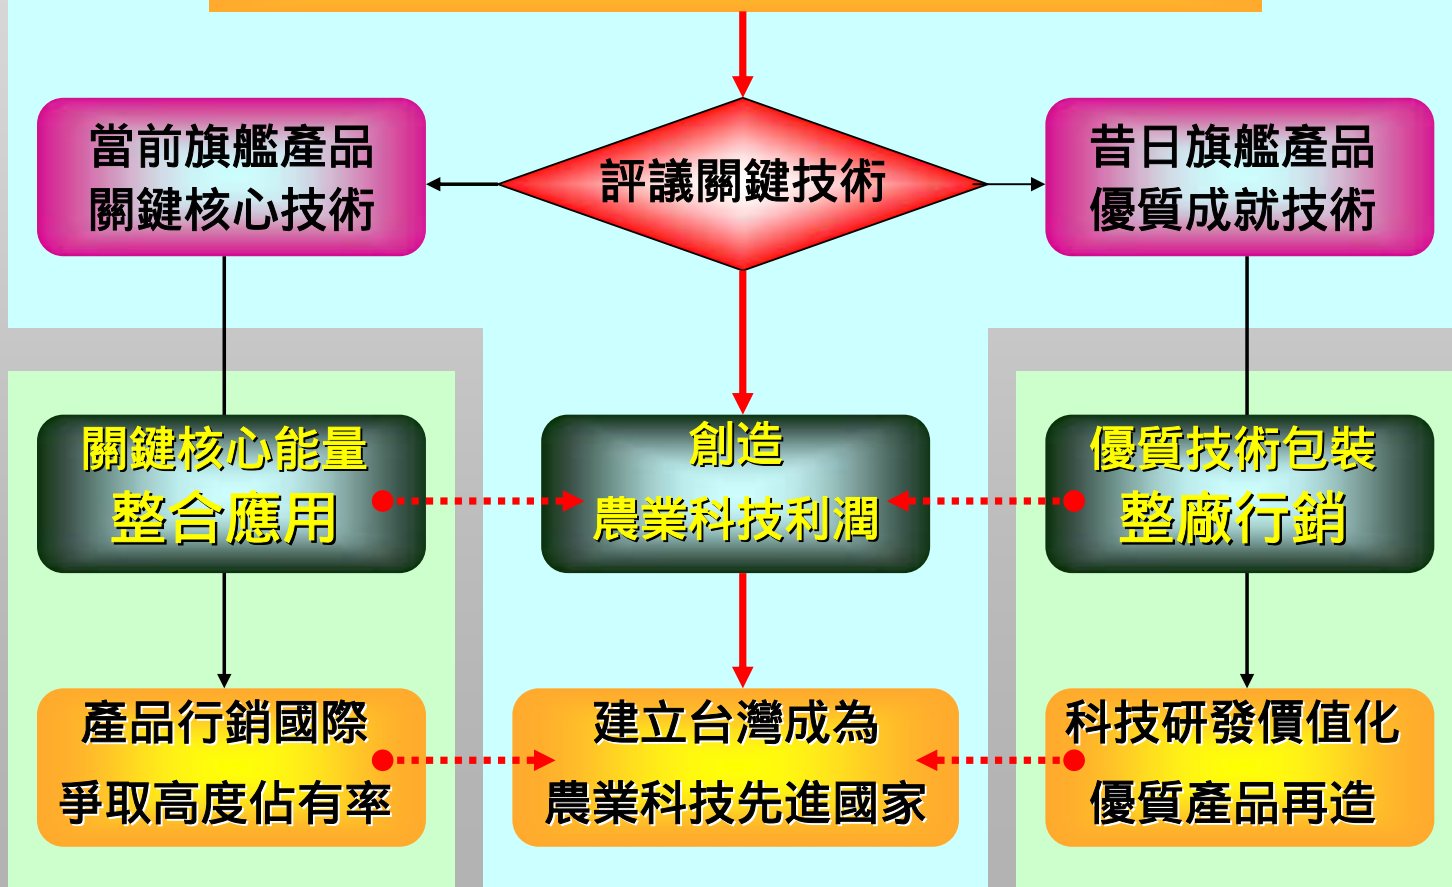 當前旗艦產品
關鍵核心技術
評議關鍵技術
昔日旗艦產品
優質成就技術
關鍵核心能量
整合應用
創造
農業科技利潤
優質技術包裝
整廠行銷
產品行銷國際
爭取高度佔有率
建立台灣成為
農業科技先進國家
科技研發價值化
優質產品再造